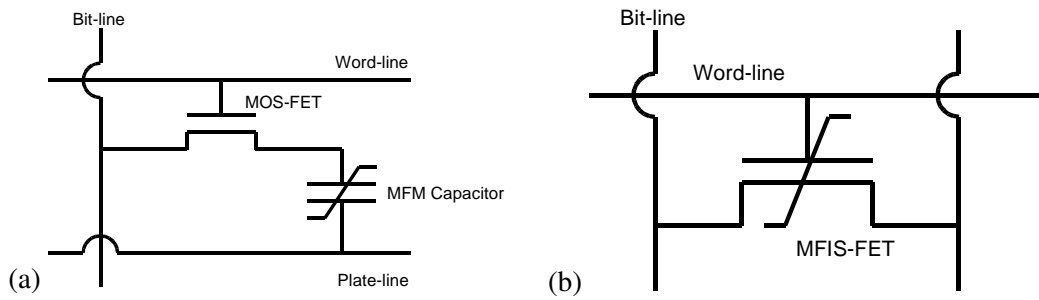 Bit-line
Word-line
MOS-FET
MFM Capacitor
Plate-line
(a)
Bit-line
Word-line
MFIS-FET
(b)